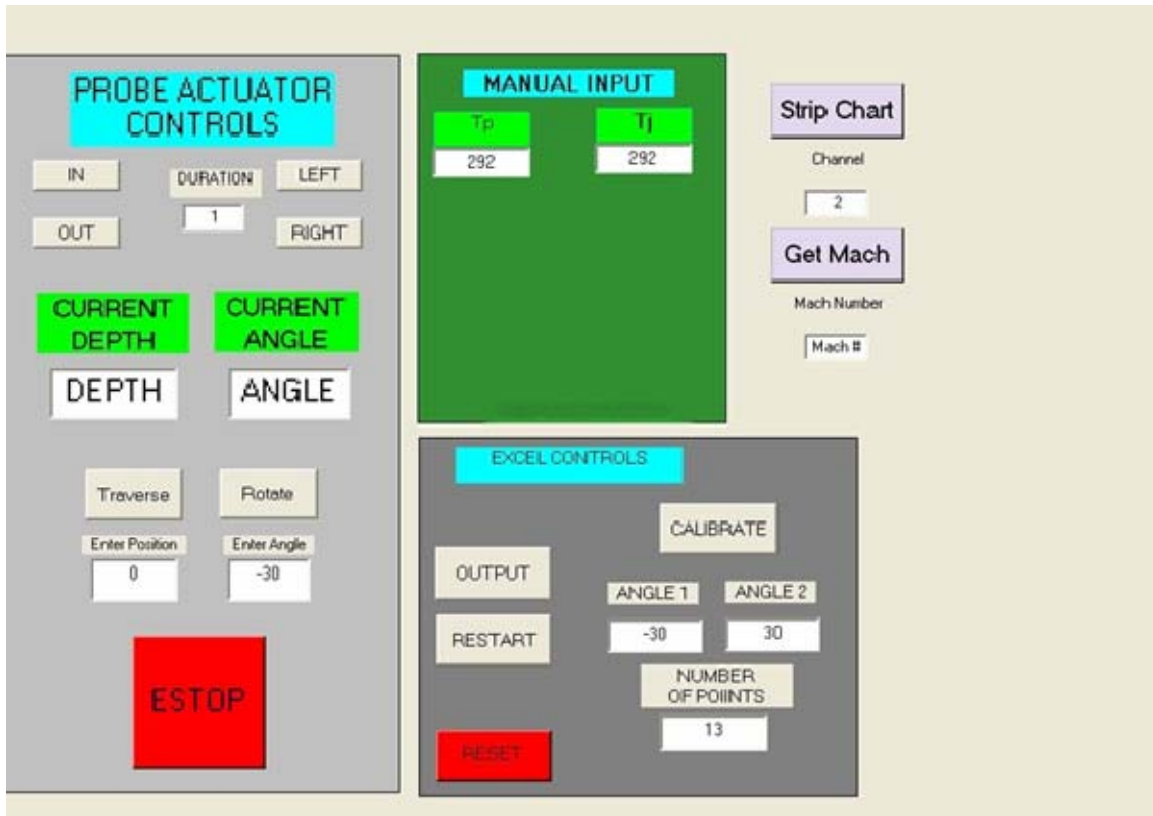 PROBE ACTUATOR
CONTROLS
IN
DURATION
LEFT
1
OUT
RIGHT
CURRENT
DEPTH
CURRENT
ANGLE
DEPTH
ANGLE
Traverse
Rotate
Enter Position
Enter Angle
0
-30
ESTOP
MANUAL INPUT
Tp
Tj
292
292
Strip Chart
Channel
2
Get Mach
Mach Number
Mach #
EXCEL CONTROLS
CALIBRATE
OUTPUT
ANGLE 1
ANGLE 2
RESTART
-30
30
NUMBER
OF POIINTS
13
RESET